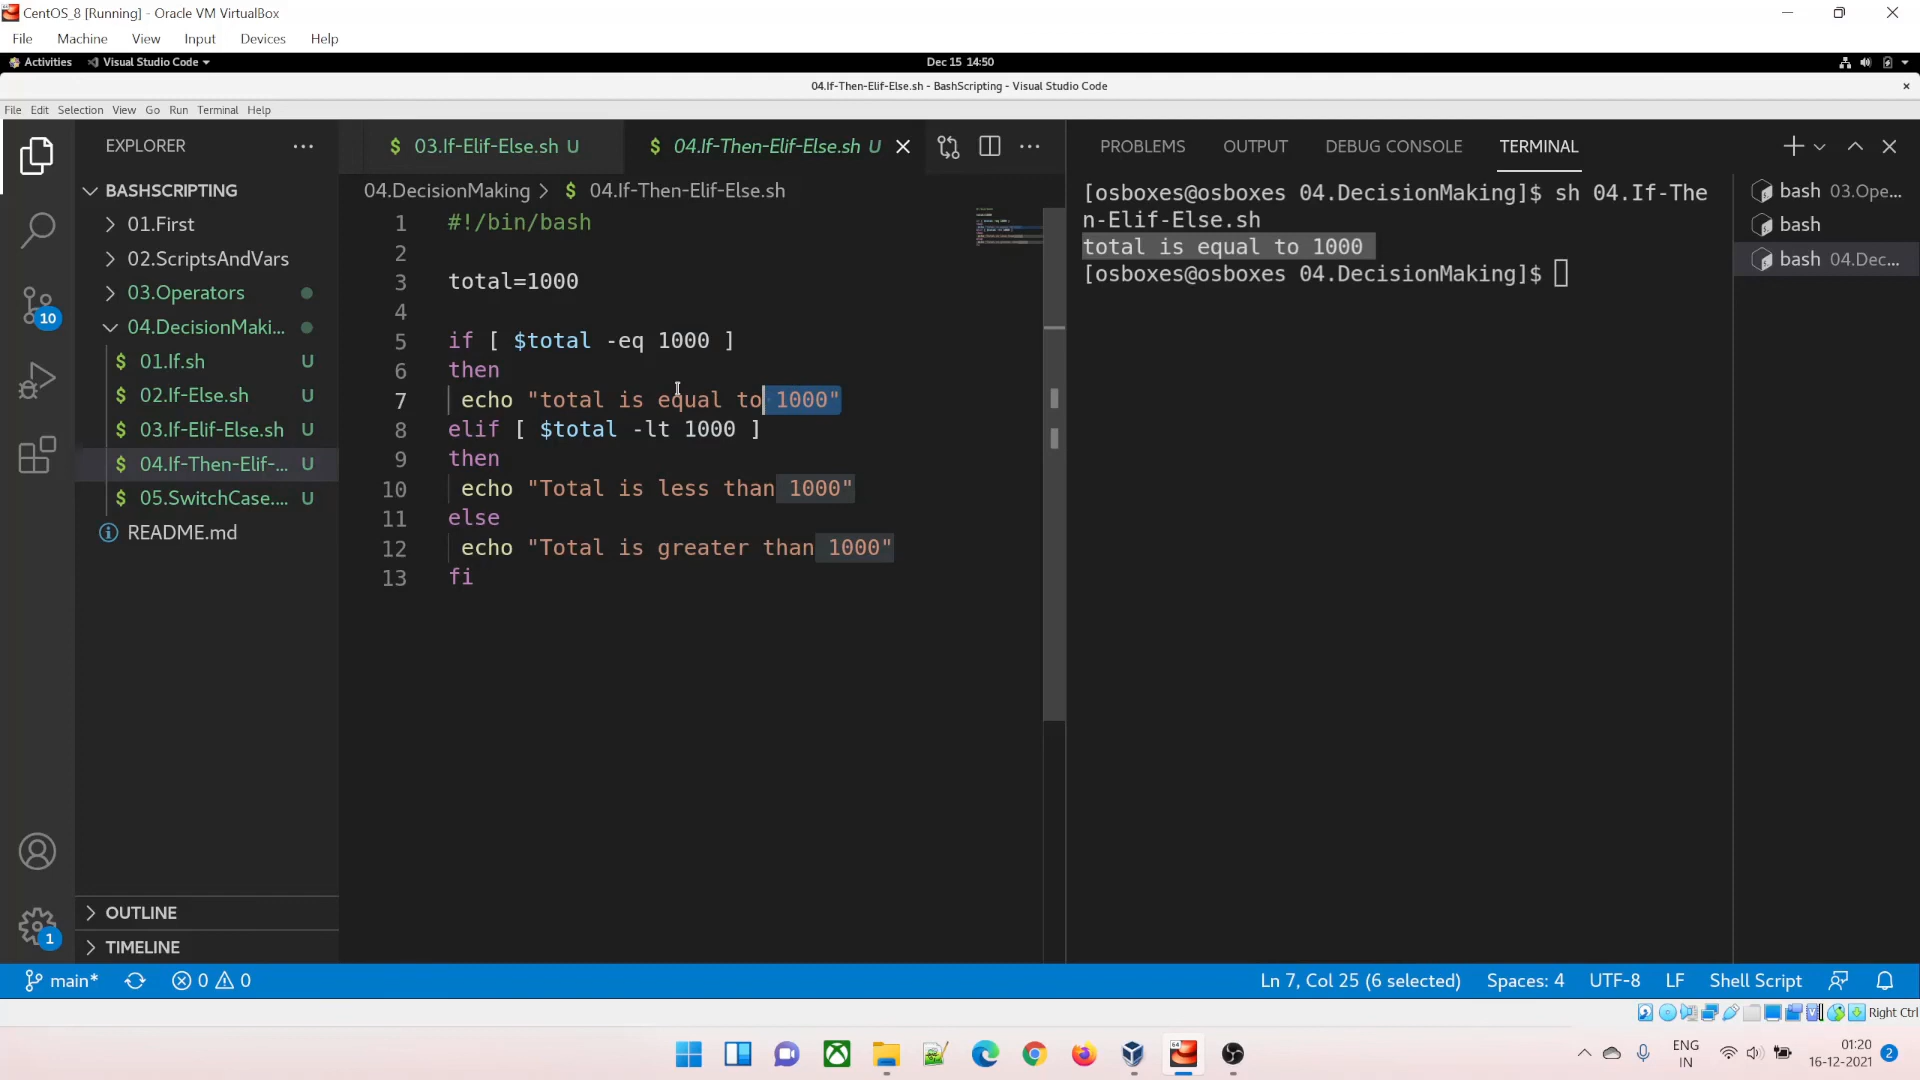 CentOS_8 [Running] - Oracle VM VirtualBox
File Machine View Input Devices Help
Activities Visual Studio Code Dec 15 14:50
04.If-Then-Elif-Else.sh - BashScripting - Visual Studio Code
File Edit Selection View Go Run Terminal Help
EXPLORER
BASHSCRIPTING
01.First
02.ScriptsAndVars
03.Operators
04.DecisionMaki...
$ 01.If.sh U
$ 02.If-Else.sh U
$ 03.If-Elif-Else.sh U
$ 04.If-Then-Elif-... U
$ 05.SwitchCase.... U
README.md
OUTLINE
TIMELINE
10
1
$ 03.If-Elif-Else.sh U $ 04.If-Then-Elif-Else.sh U
04.DecisionMaking > $ 04.If-Then-Elif-Else.sh
1 #!/bin/bash
2
3 total=1000
4
5 if [ $total -eq 1000 ]
6 then
7 echo "total is equal to 1000"
8 elif [ $total -lt 1000 ]
9 then
10 echo "Total is less than 1000"
11 else
12 echo "Total is greater than 1000"
13 fi
PROBLEMS OUTPUT DEBUG CONSOLE TERMINAL
[osboxes@osboxes 04.DecisionMaking]$ sh 04.If-The
n-Elif-Else.sh
total is equal to 1000
[osboxes@osboxes 04.DecisionMaking]$
bash 03.Ope...
bash
bash 04.Dec...
main* 0 0 Ln 7, Col 25 (6 selected) Spaces: 4 UTF-8 LF Shell Script
Right Ctrl
64
ENG
IN
01:20
16-12-2021
2